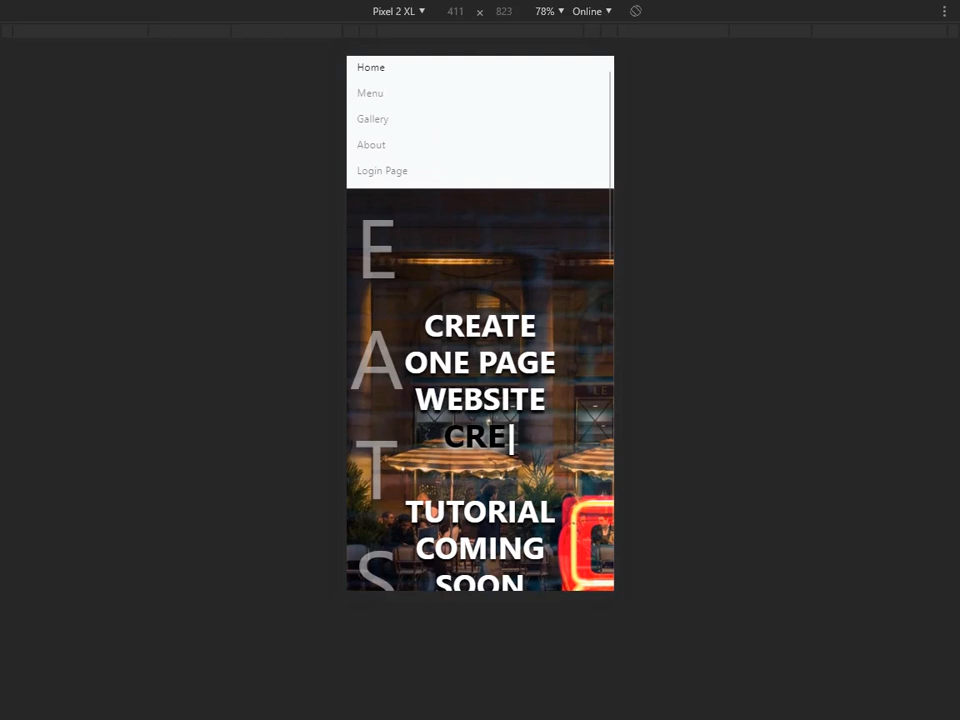 Pixel 2 XL ▼ 411 × 823 78% ▼ Online ▼
Home
Menu
Gallery
About
Login Page
E
A
T
S
CREATE
ONE PAGE
WEBSITE
CRE|
TUTORIAL
COMING
SOON